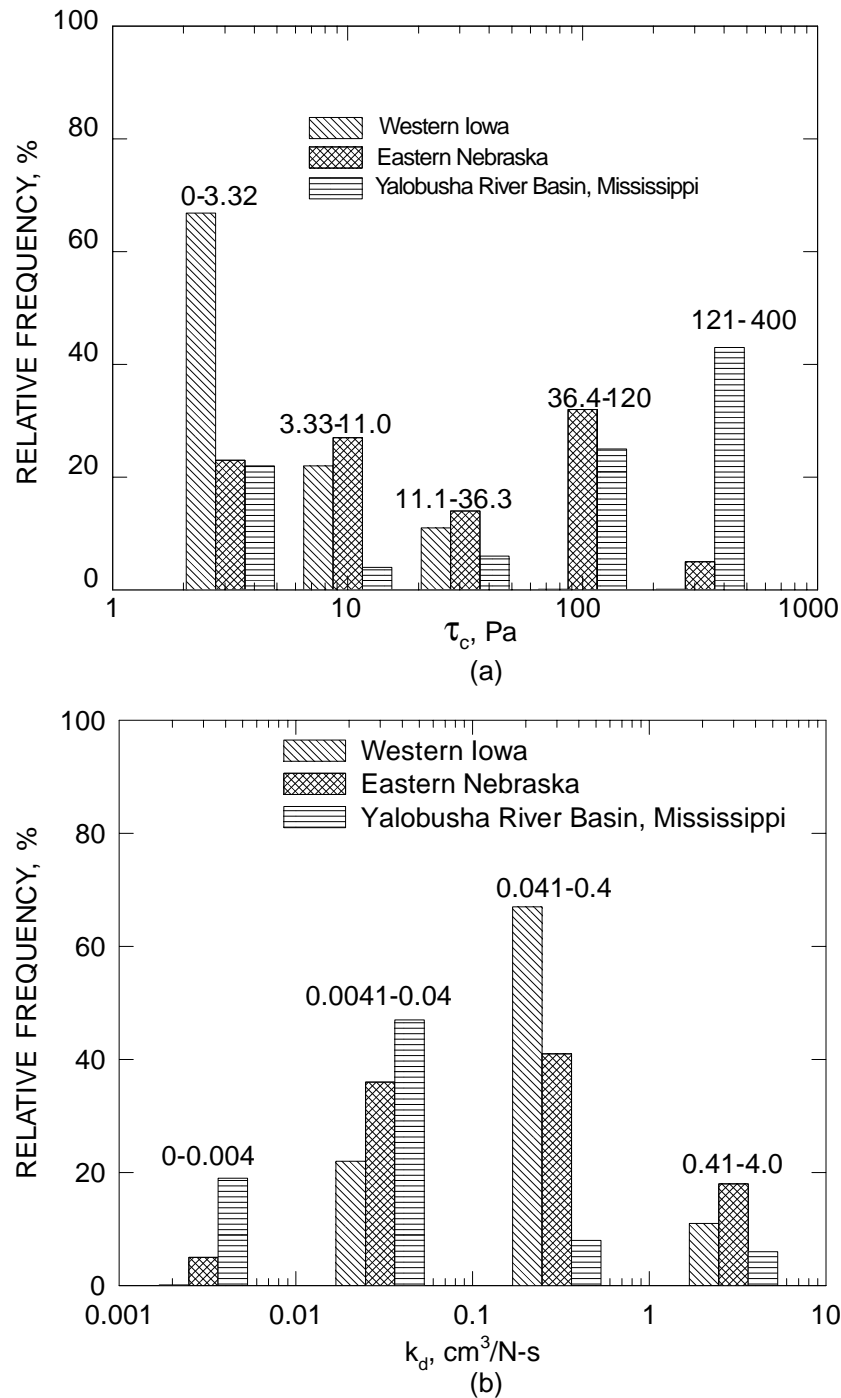 100
80
60
40
20
0
RELATIVE FREQUENCY, %
Western Iowa
Eastern Nebraska
Yalobusha River Basin, Mississippi
0-3.32
3.33-11.0
11.1-36.3
36.4-120
121-400
1 10 100 1000
τc, Pa
(a)
100
80
60
40
20
0
RELATIVE FREQUENCY, %
Western Iowa
Eastern Nebraska
Yalobusha River Basin, Mississippi
0-0.004
0.0041-0.04
0.041-0.4
0.41-4.0
0.001 0.01 0.1 1 10
kd, cm³/N-s
(b)